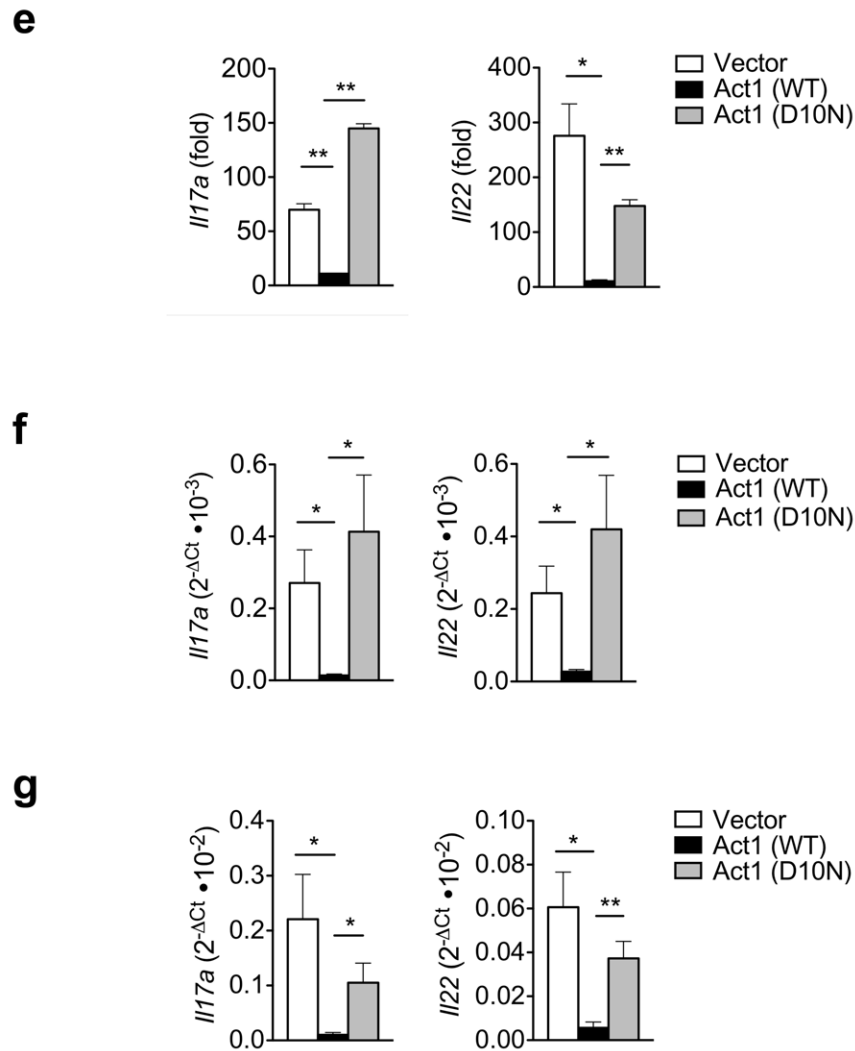 e
Il17a (fold)
200
150
100
50
0
**
**
Il22 (fold)
400
300
200
100
0
*
**
Vector
Act1 (WT)
Act1 (D10N)
f
Il17a (2-ΔCt •10-3)
0.6
0.4
0.2
0.0
*
*
Il22 (2-ΔCt •10-3)
0.6
0.4
0.2
0.0
*
*
Vector
Act1 (WT)
Act1 (D10N)
g
Il17a (2-ΔCt •10-2)
0.4
0.3
0.2
0.1
0.0
*
*
Il22 (2-ΔCt •10-2)
0.10
0.08
0.06
0.04
0.02
0.00
*
**
Vector
Act1 (WT)
Act1 (D10N)